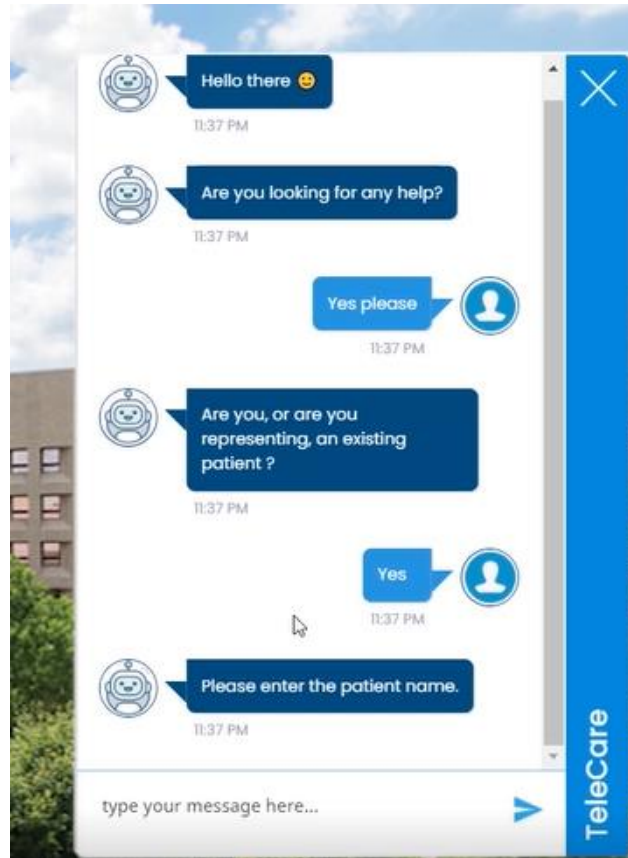 Hello there 🙂
11:37 PM
Are you looking for any help?
11:37 PM
Yes please
11:37 PM
Are you, or are you
representing, an existing
patient ?
11:37 PM
Yes
11:37 PM
Please enter the patient name.
11:37 PM
type your message here...
TeleCare